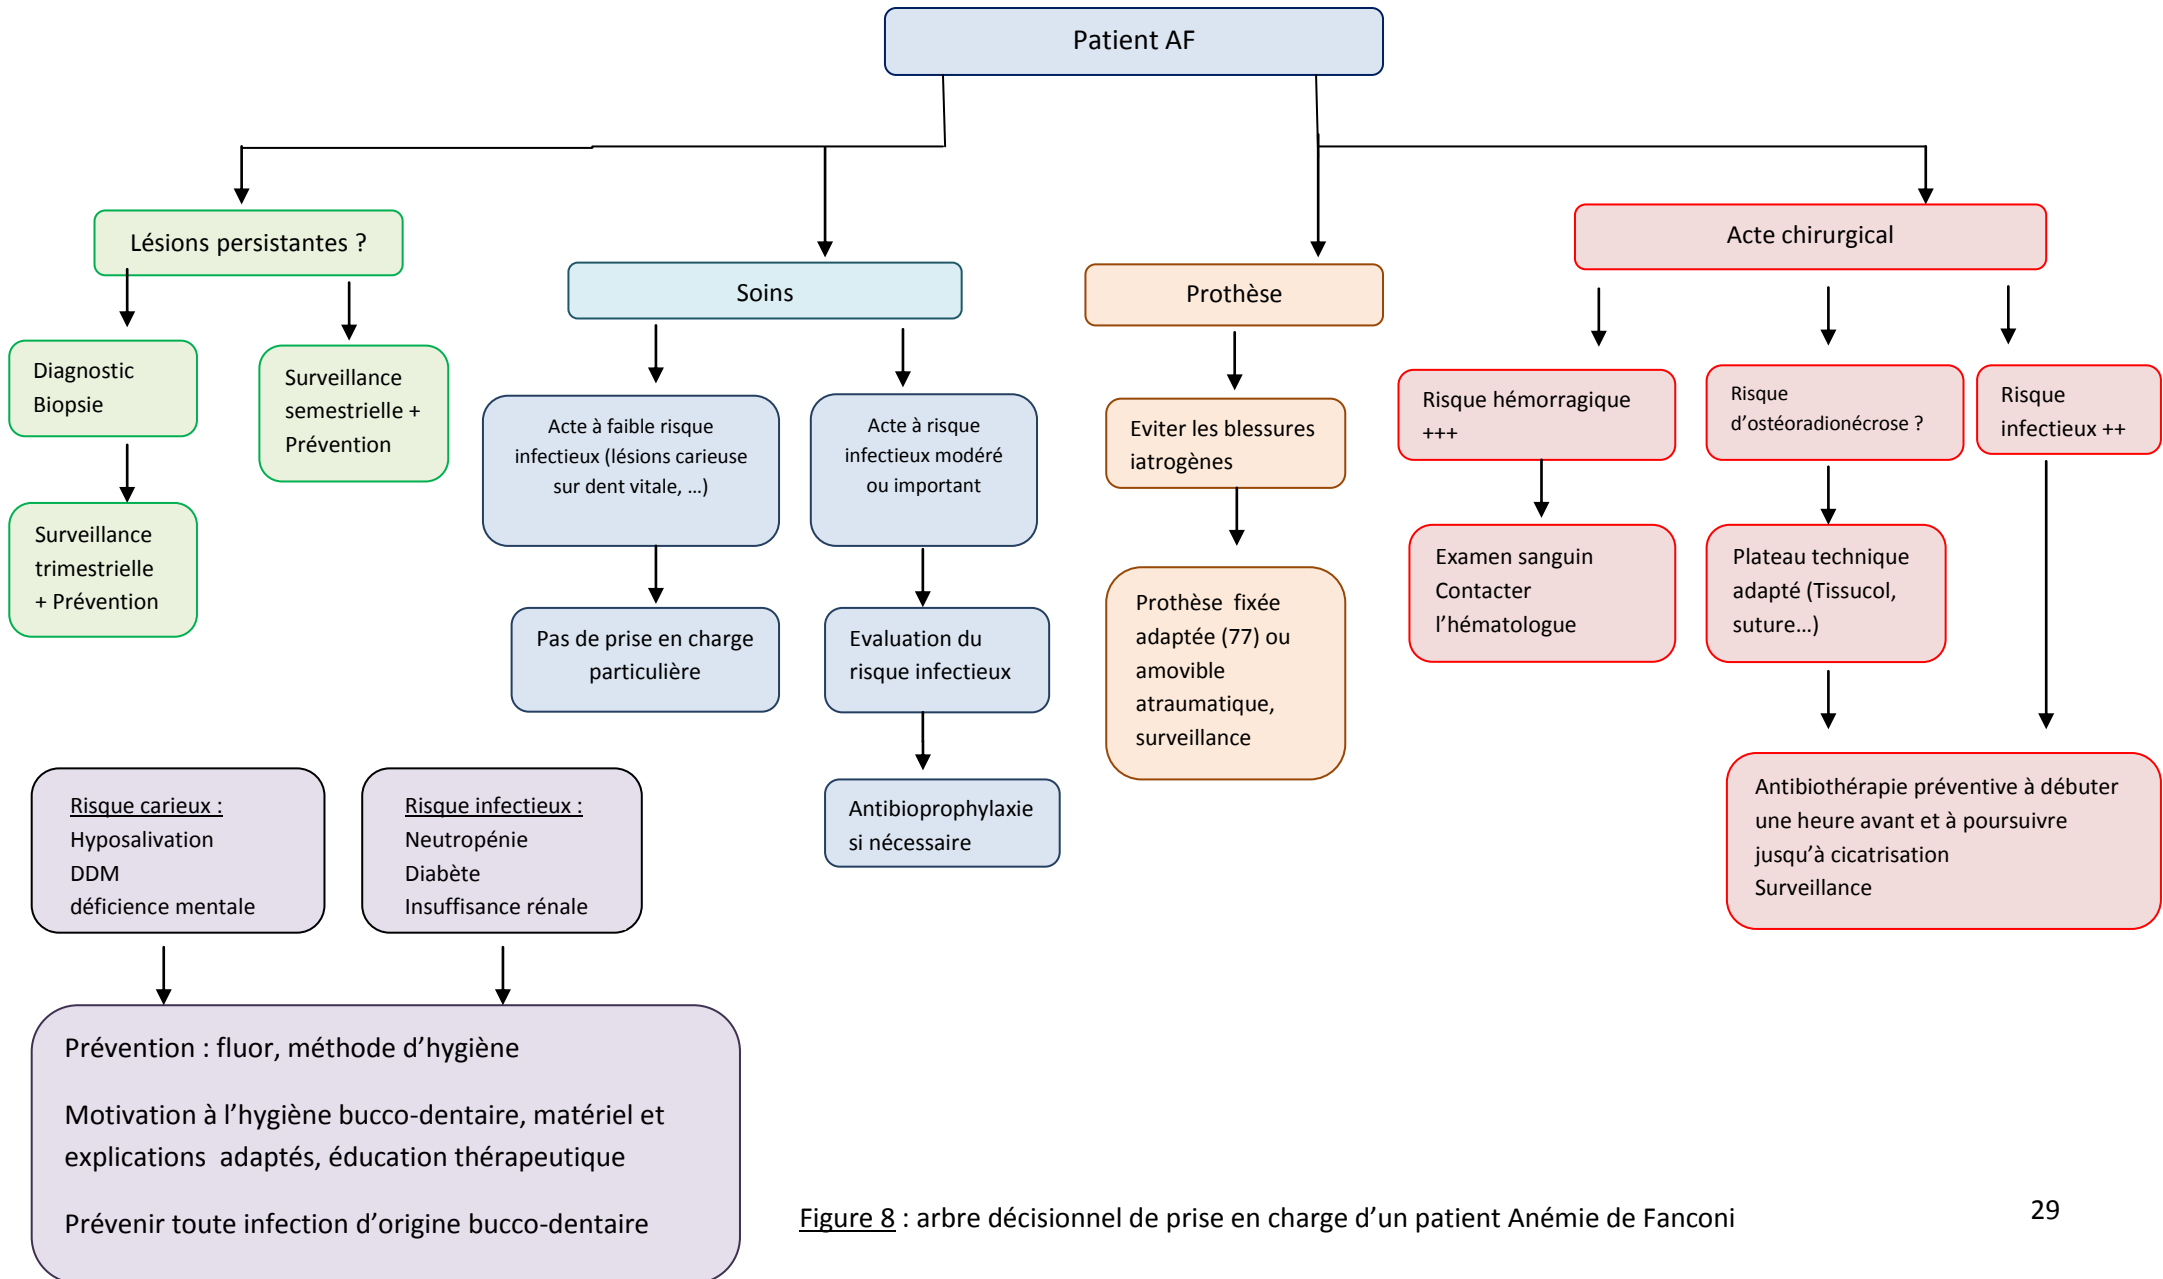 Patient AF
Lésions persistantes ?
Soins
Prothèse
Acte chirurgical
Diagnostic
Biopsie
Surveillance
semestrielle +
Prévention
Surveillance
trimestrielle
+ Prévention
Acte à faible risque
infectieux (lésions carieuse
sur dent vitale, …)
Acte à risque
infectieux modéré
ou important
Pas de prise en charge
particulière
Evaluation du
risque infectieux
Antibioprophylaxie
si nécessaire
Eviter les blessures
iatrogènes
Prothèse  fixée
adaptée (77) ou
amovible
atraumatique,
surveillance
Risque hémorragique
+++
Risque
d’ostéoradionécrose ?
Risque
infectieux ++
Examen sanguin
Contacter
l’hématologue
Plateau technique
adapté (Tissucol,
suture…)
Antibiothérapie préventive à débuter
une heure avant et à poursuivre
jusqu’à cicatrisation
Surveillance
Risque carieux :
Hyposalivation
DDM
déficience mentale
Risque infectieux :
Neutropénie
Diabète
Insuffisance rénale
Prévention : fluor, méthode d’hygiène
Motivation à l’hygiène bucco-dentaire, matériel et
explications  adaptés, éducation thérapeutique
Prévenir toute infection d’origine bucco-dentaire
Figure 8 : arbre décisionnel de prise en charge d’un patient Anémie de Fanconi
29